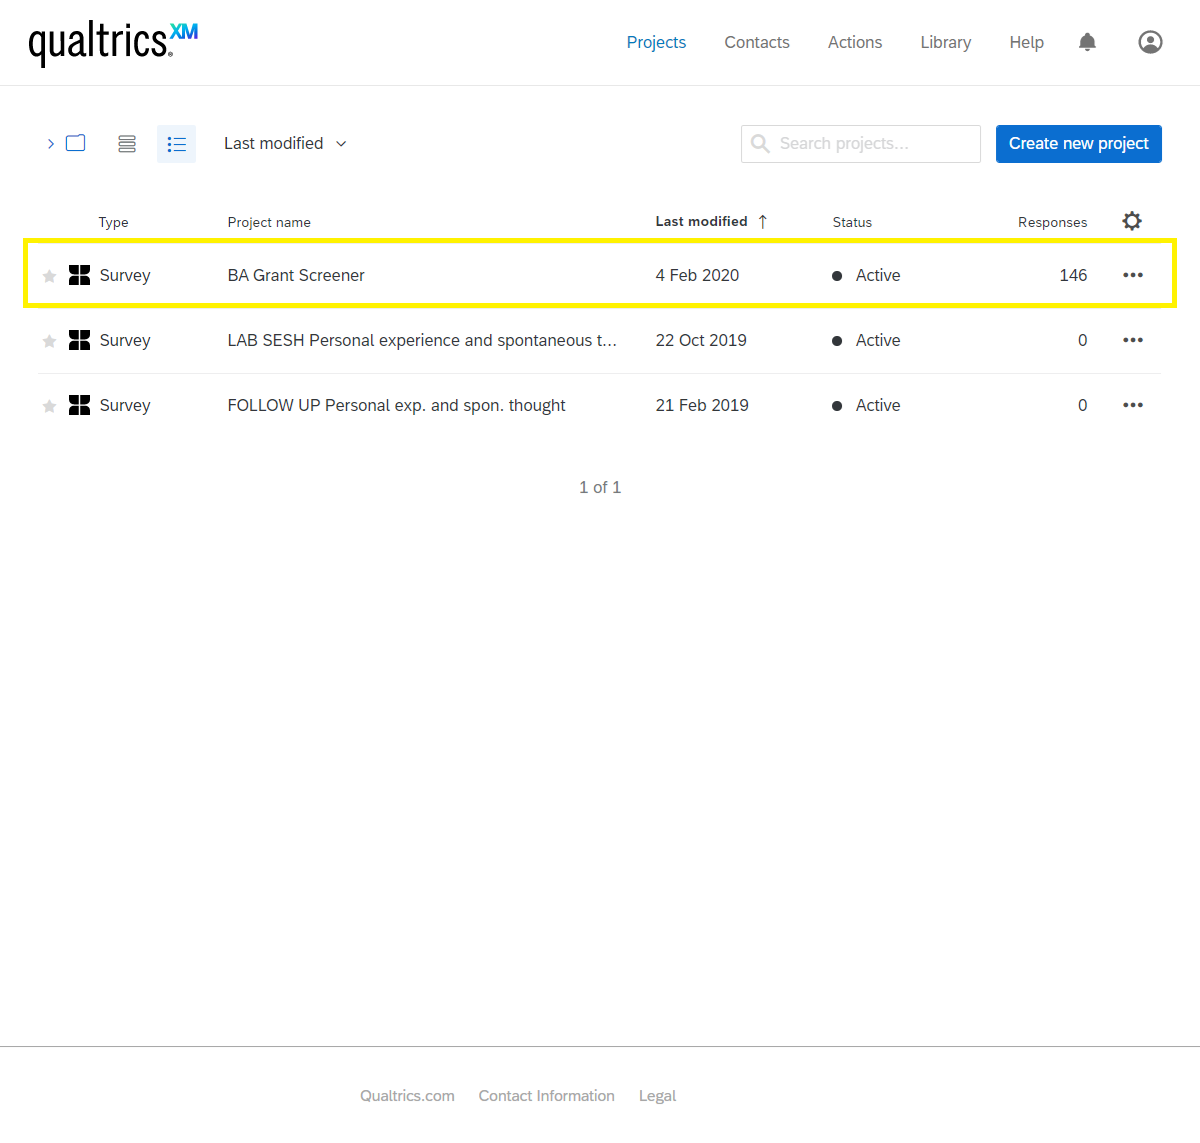 qualtrics XM
Projects Contacts Actions Library Help
Last modified Search projects... Create new project
Type Project name Last modified ↑ Status Responses
Survey BA Grant Screener 4 Feb 2020 Active 146 •••
Survey LAB SESH Personal experience and spontaneous t... 22 Oct 2019 Active 0 •••
Survey FOLLOW UP Personal exp. and spon. thought 21 Feb 2019 Active 0 •••
1 of 1
Qualtrics.com Contact Information Legal